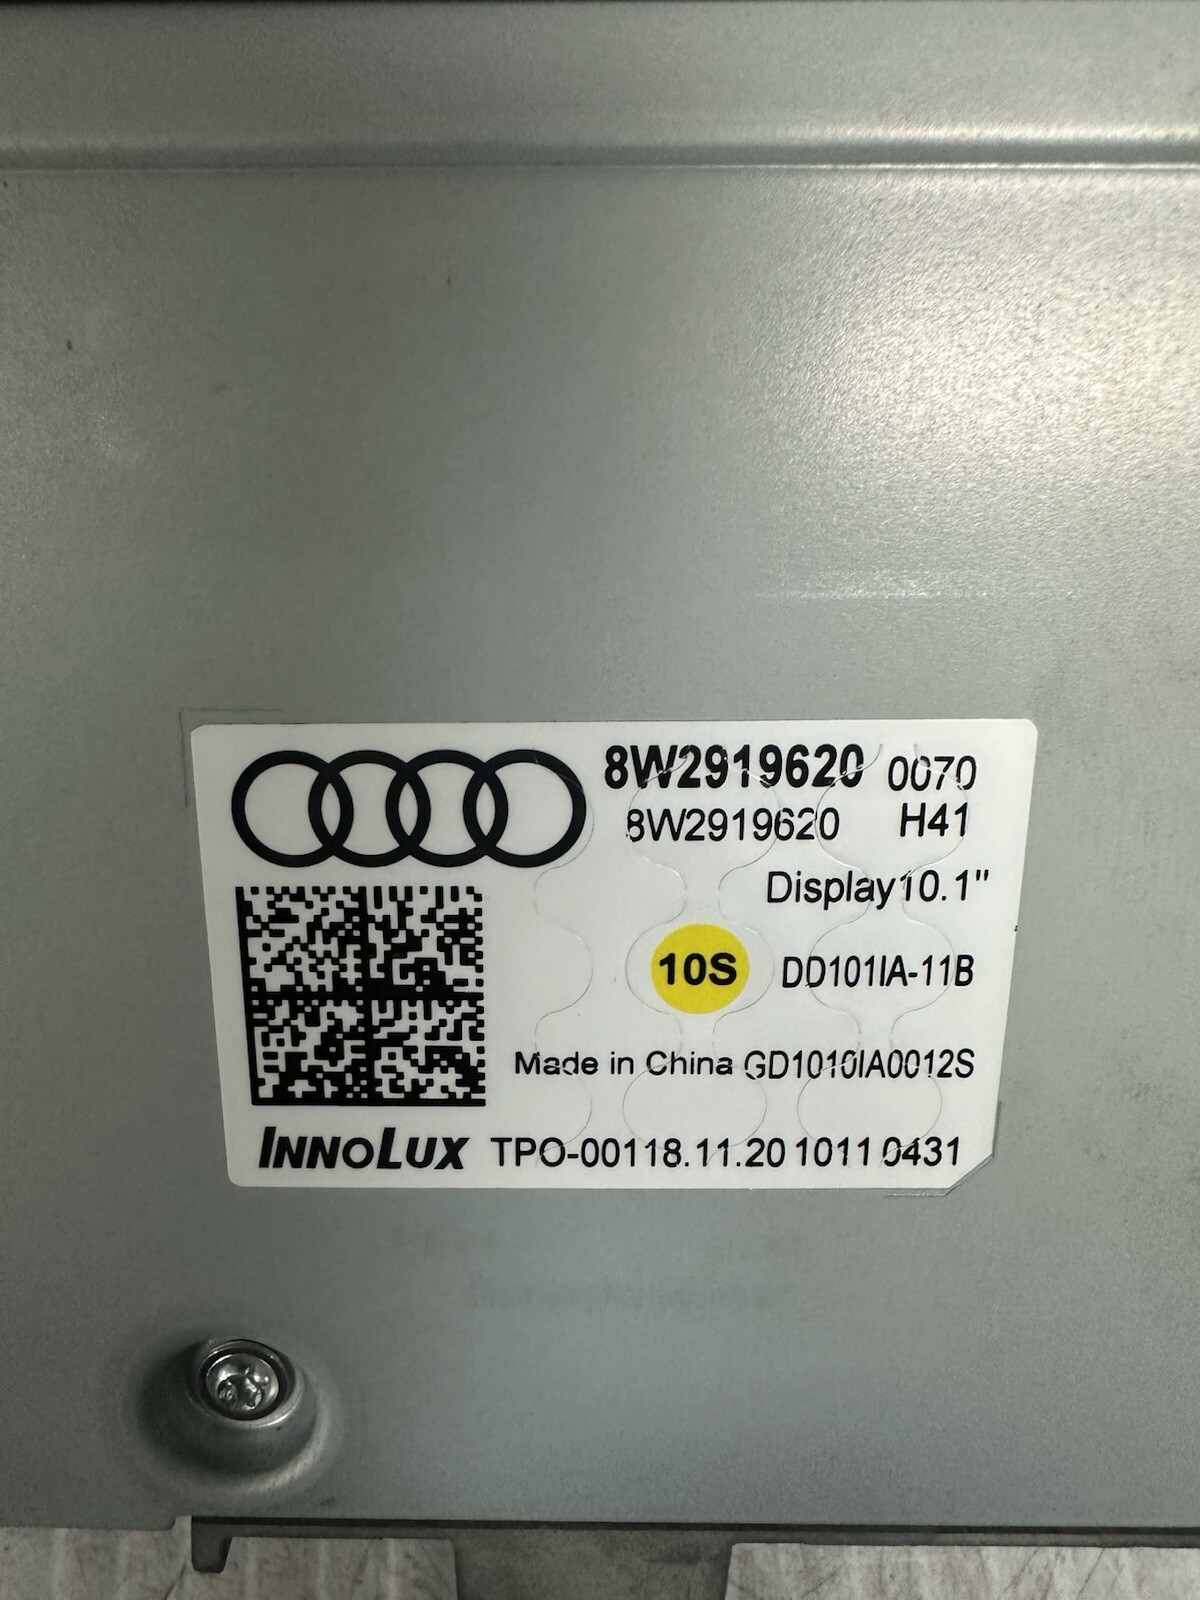 8W2919620 0070
8W2919620 H41
Display10.1"
10S DD101IA-11B
Made in China GD1010IA0012S
INNOLUX TPO-00118.11.20 1011 0431